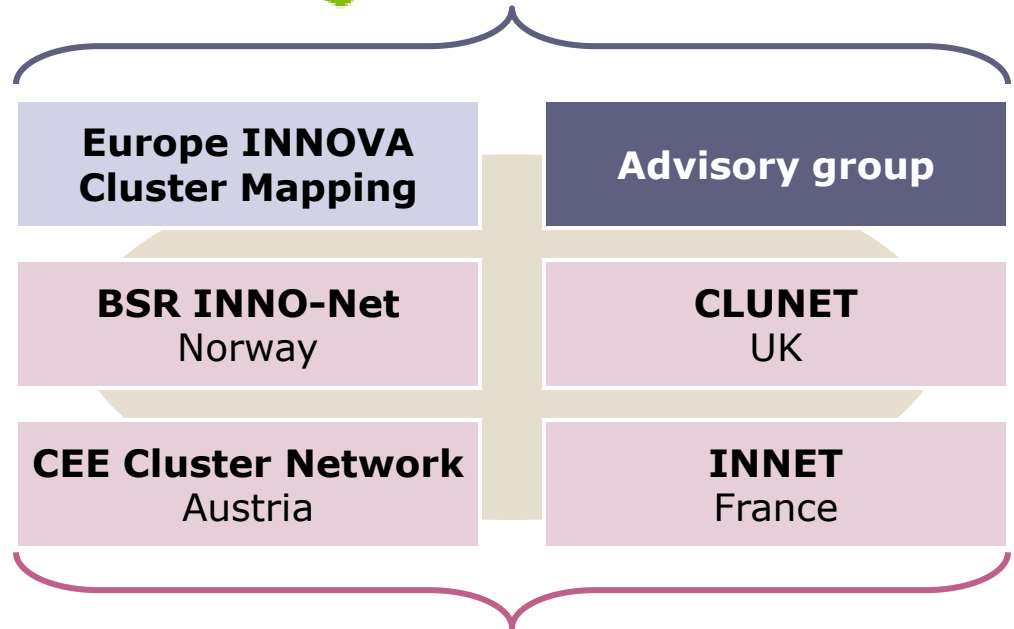 Europe INNOVA
Cluster Mapping
Advisory group
BSR INNO-Net
Norway
CLUNET
UK
CEE Cluster Network
Austria
INNET
France